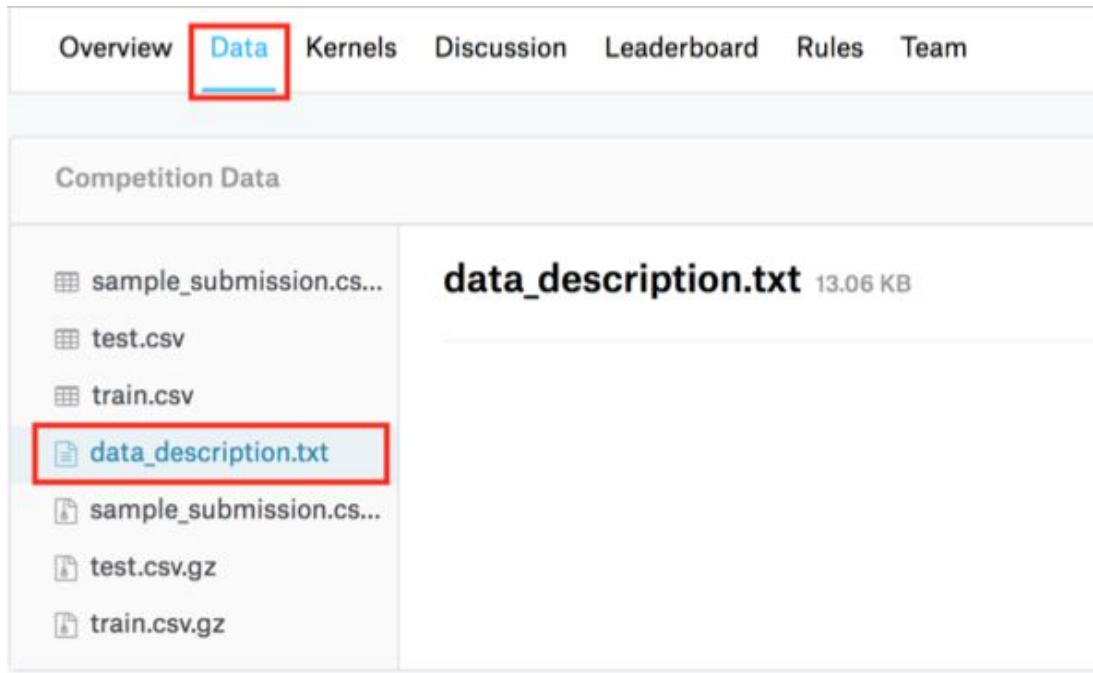 Overview Data Kernels Discussion Leaderboard Rules Team
Competition Data
sample_submission.cs...
test.csv
train.csv
data_description.txt
sample_submission.cs...
test.csv.gz
train.csv.gz
data_description.txt 13.06 KB